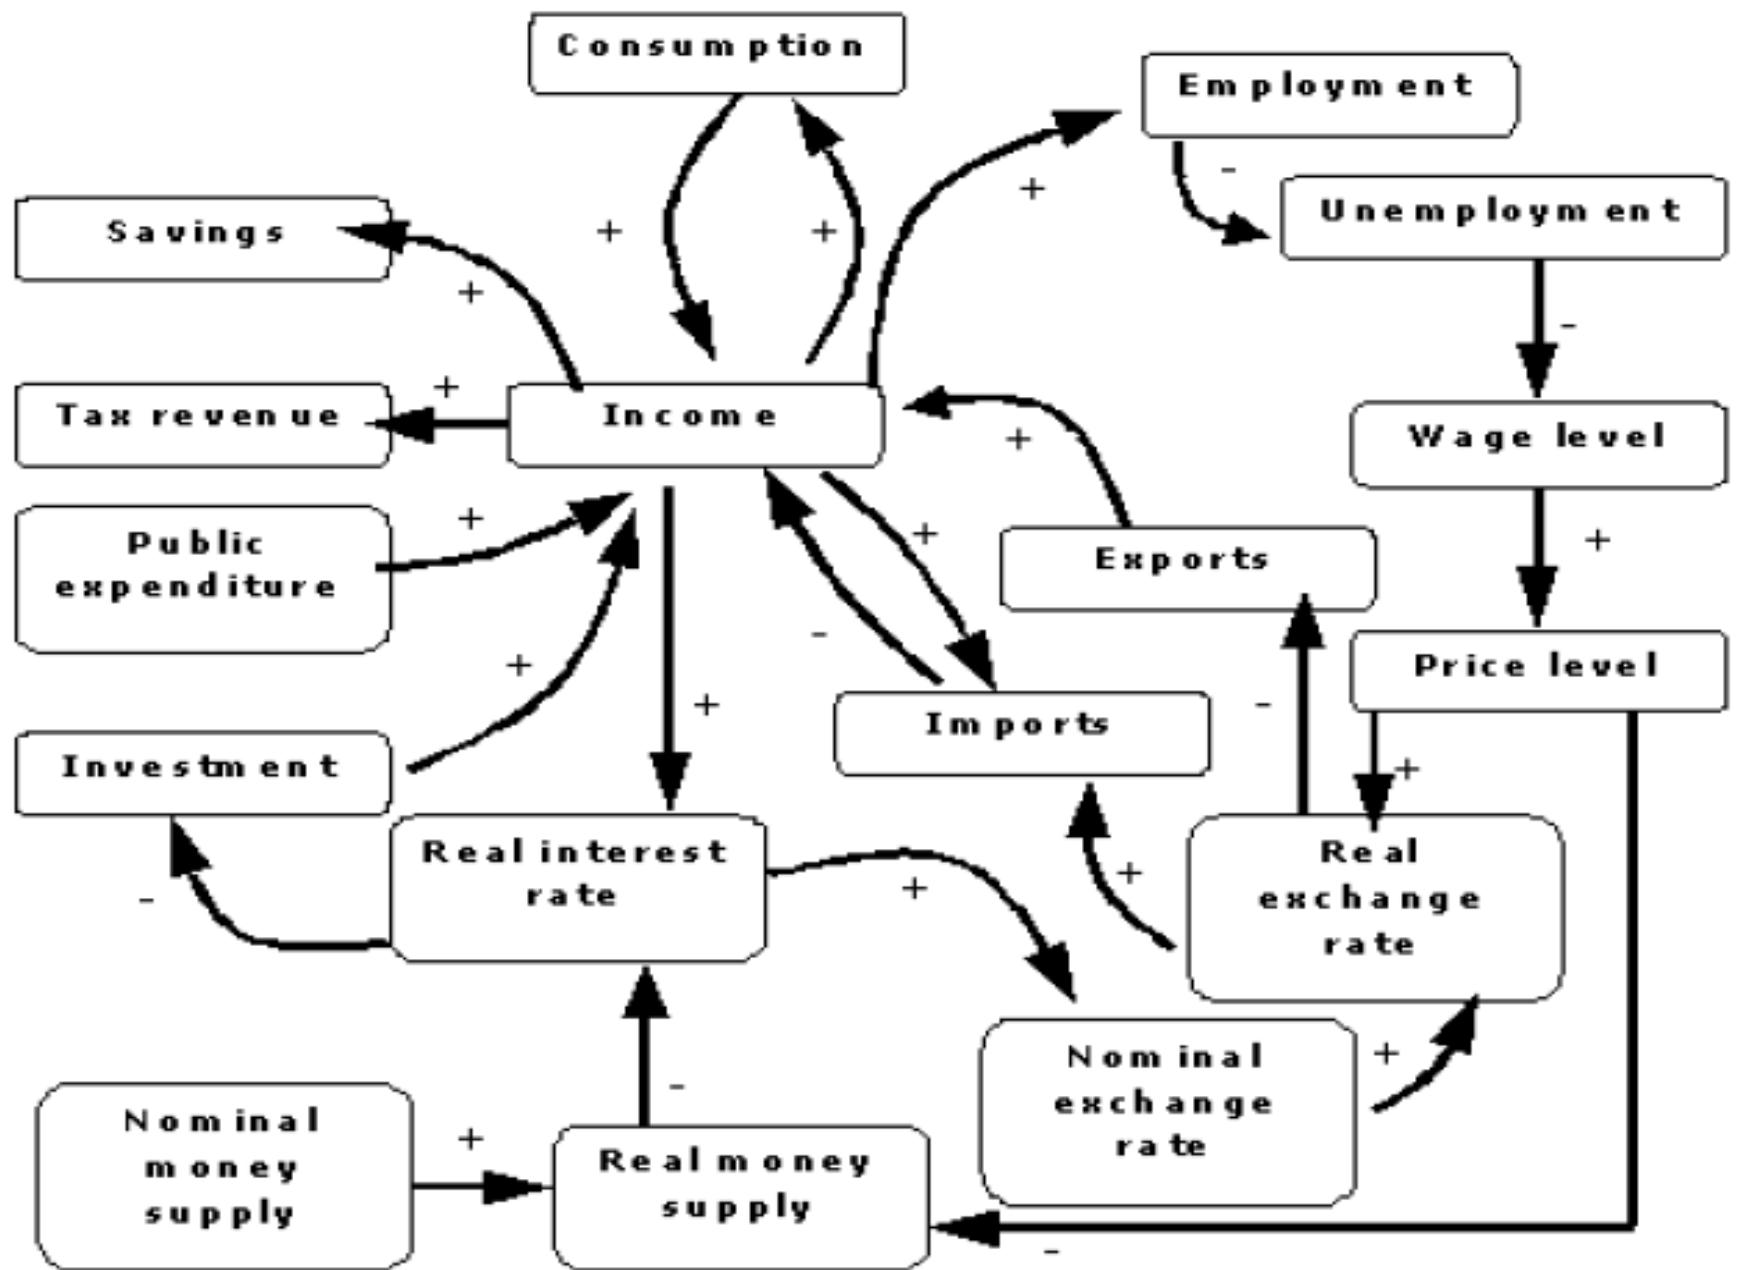 Consumption
Employment
Unemployment
Savings
+
-
+
+
+
-
Tax revenue
+
Income
Wage level
+
Public
expenditure
+
+
+
Exports
-
+
Price level
+
-
Imports
+
Investment
Real interest
rate
-
+
+
Real
exchange
rate
Nominal
exchange
rate
+
Nominal
money
supply
+
-
Real money
supply
-